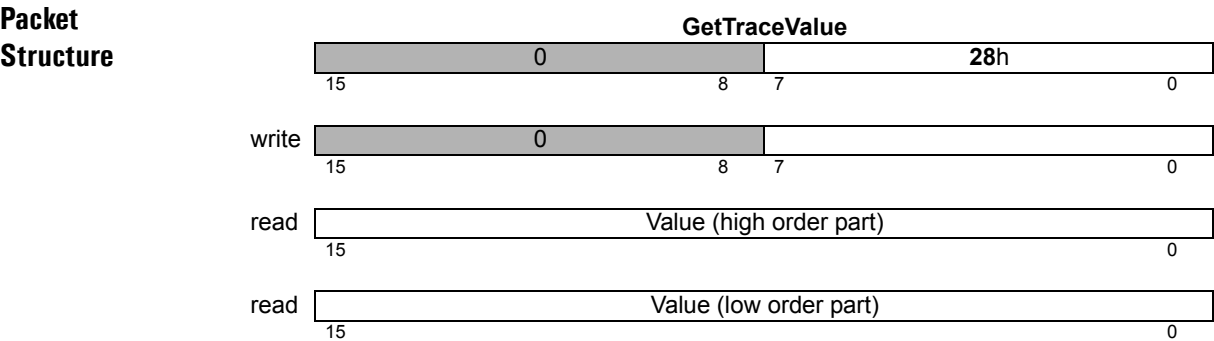 Packet
Structure
GetTraceValue
0 28h
15 8 7 0
write 0
15 8 7 0
read Value (high order part)
15 0
read Value (low order part)
15 0